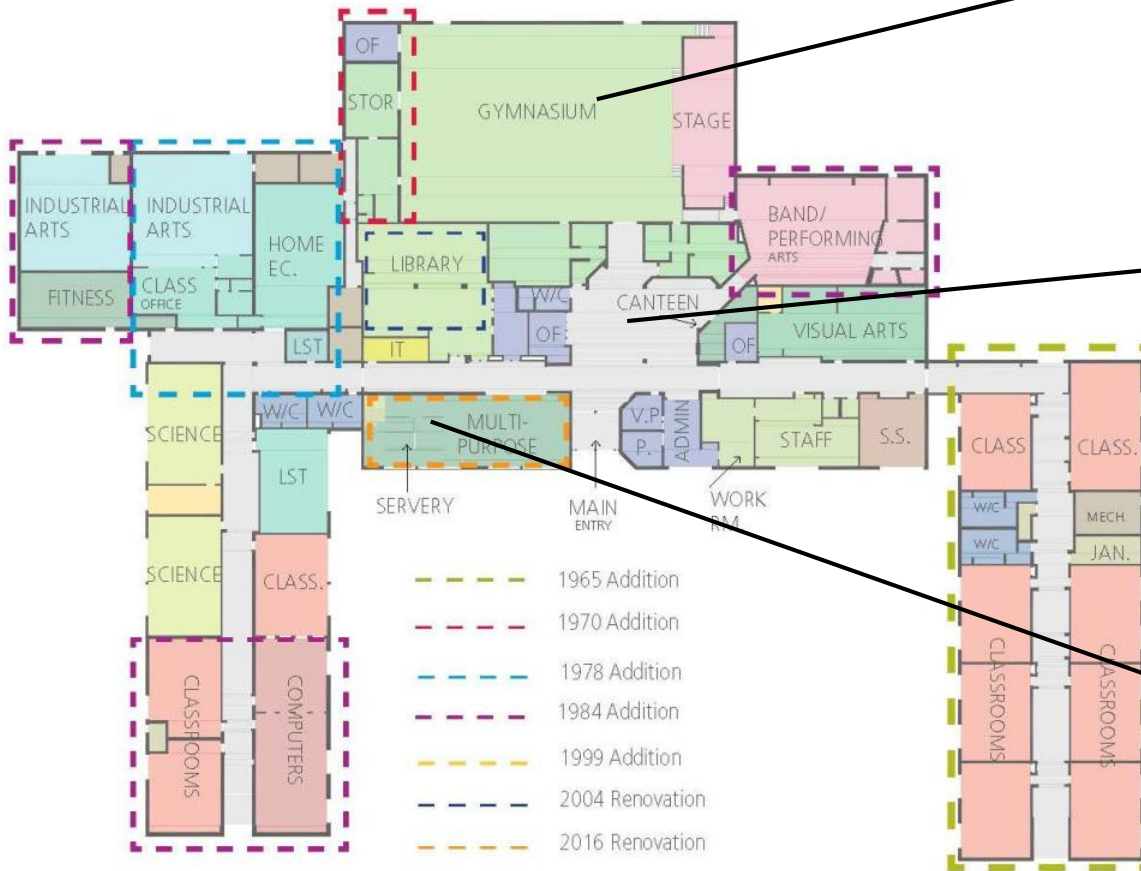 OF
STOR
GYMNASIUM
STAGE
INDUSTRIAL
ARTS
INDUSTRIAL
ARTS
HOME
EC.
FITNESS
CLASS
OFFICE
LST
LIBRARY
IT
W/C
OF
CANTEEN
BAND/
PERFORMING
ARTS
OF
VISUAL ARTS
SCIENCE
W/C
W/C
LST
MULTI-
PURPOSE
V.P
P.
ADMIN
STAFF
S.S.
CLASS
CLASS.
SERVERY
MAIN
ENTRY
WORK
RM
W/C
W/C
MECH.
JAN.
SCIENCE
CLASS.
CLASSROOMS
COMPUTERS
CLASSROOMS
CLASSROOMS
1965 Addition
1970 Addition
1978 Addition
1984 Addition
1999 Addition
2004 Renovation
2016 Renovation